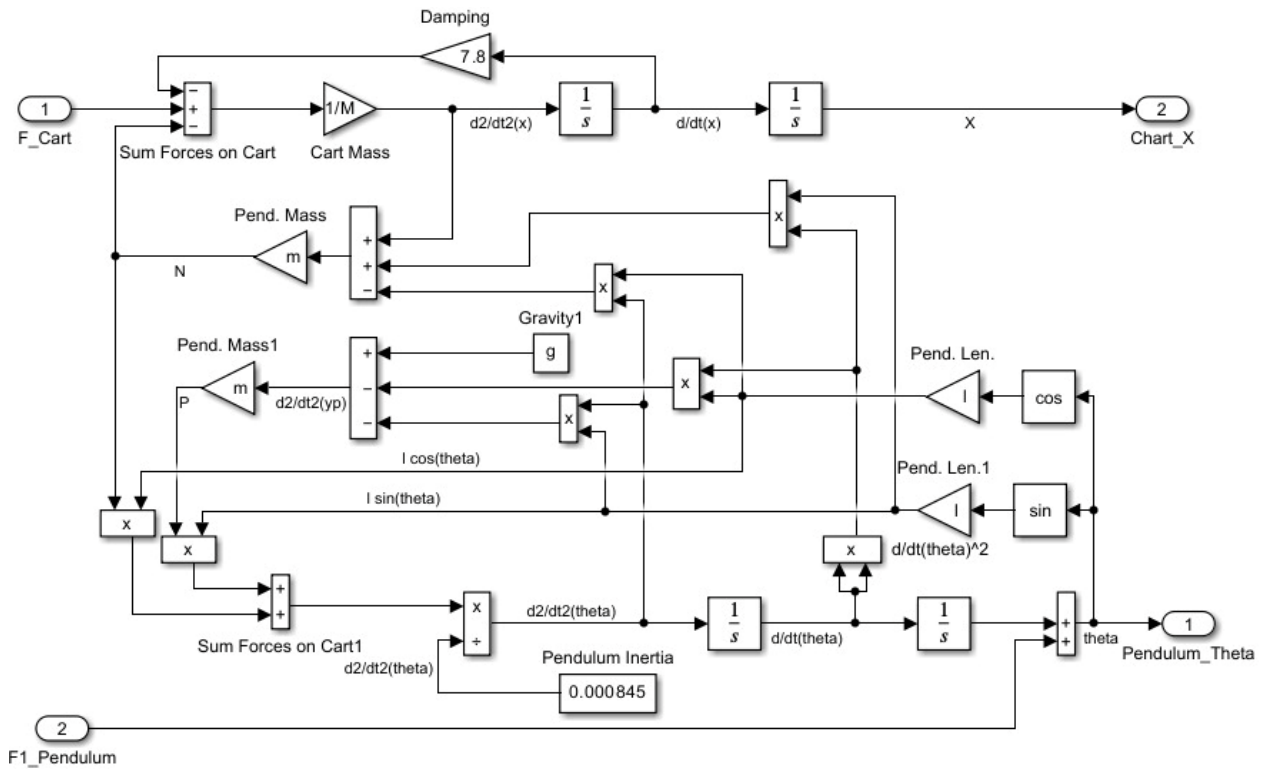 Damping
7.8
1
−
+
−
1/M
1
s
1
s
2
F_Cart
d2/dt2(x)
d/dt(x)
X
Chart_X
Sum Forces on Cart
Cart Mass
Pend. Mass
x
m
+
+
−
N
x
Gravity1
g
Pend. Mass1
+
Pend. Len.
m
−
x
P
d2/dt2(yp)
−
x
l
cos
l cos(theta)
Pend. Len.1
l sin(theta)
l
sin
x
x
x
d/dt(theta)^2
+
+
x
÷
d2/dt2(theta)
1
s
1
s
+
+
1
d/dt(theta)
theta
Sum Forces on Cart1
Pendulum_Theta
d2/dt2(theta)
Pendulum Inertia
0.000845
2
F1_Pendulum